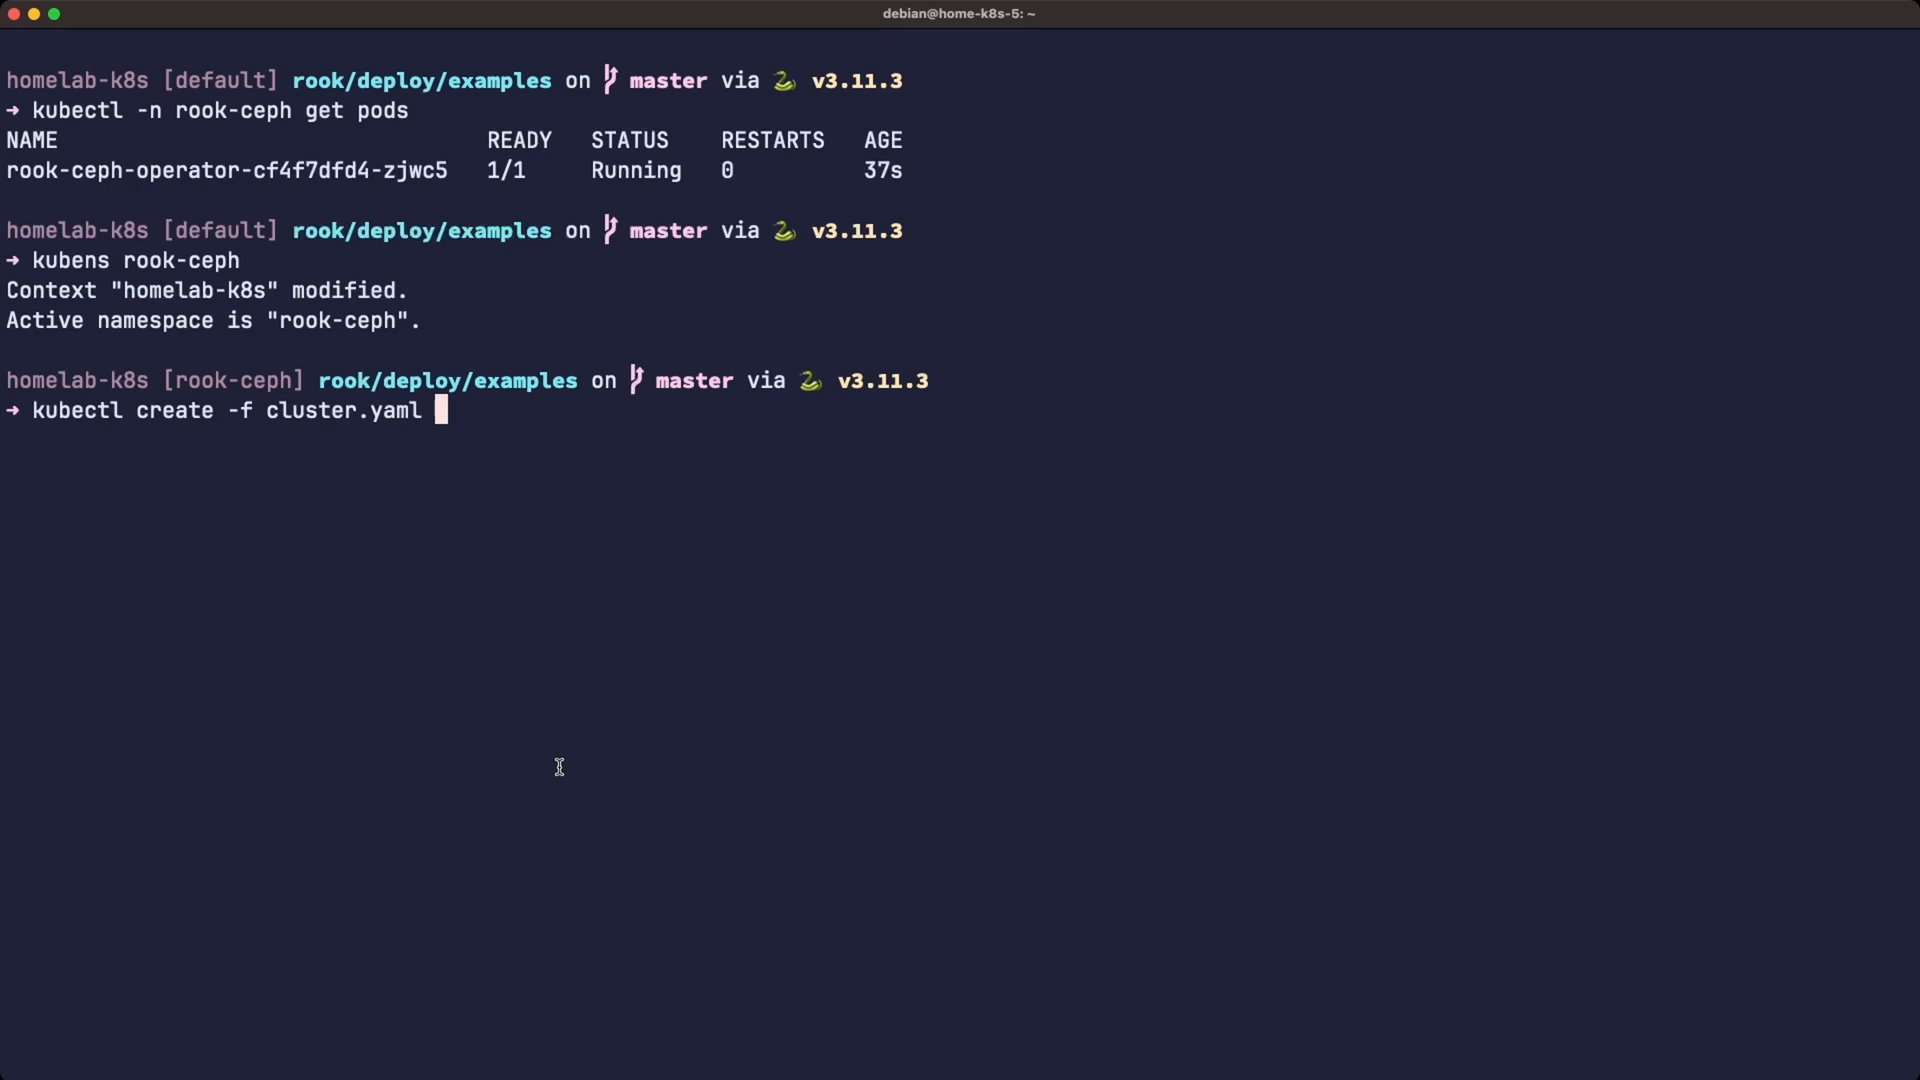 debian@home-k8s-5: ~
homelab-k8s [default] rook/deploy/examples on master via 🐍 v3.11.3
→ kubectl -n rook-ceph get pods
NAME READY STATUS RESTARTS AGE
rook-ceph-operator-cf4f7dfd4-zjwc5 1/1 Running 0 37s
homelab-k8s [default] rook/deploy/examples on master via 🐍 v3.11.3
→ kubens rook-ceph
Context "homelab-k8s" modified.
Active namespace is "rook-ceph".
homelab-k8s [rook-ceph] rook/deploy/examples on master via 🐍 v3.11.3
→ kubectl create -f cluster.yaml